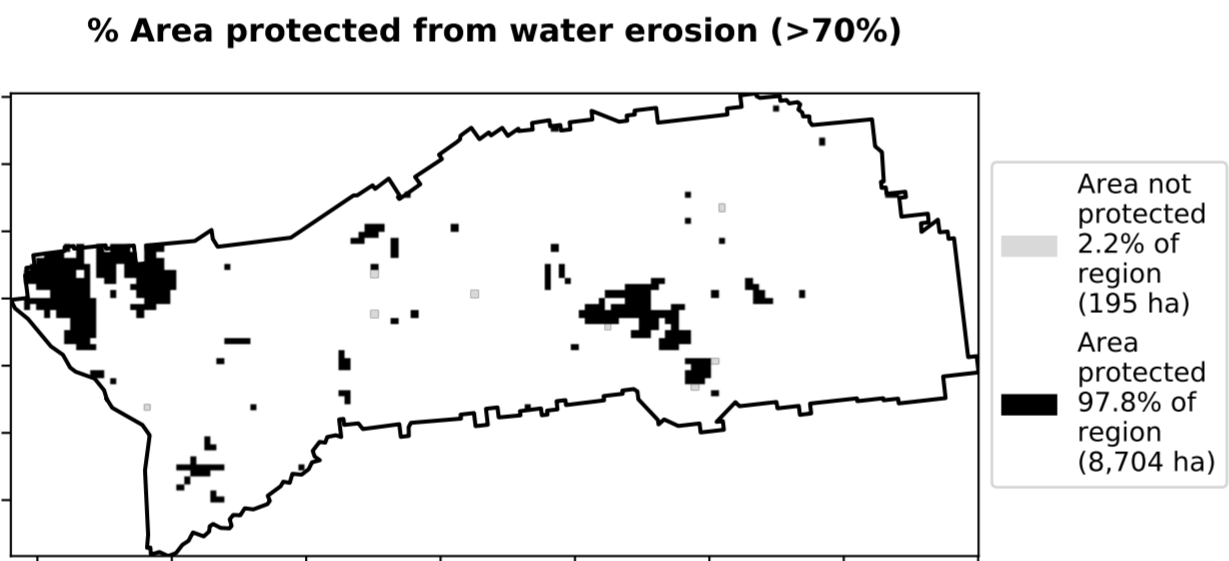 % Area protected from water erosion (>70%)
Area not
protected
2.2% of
region
(195 ha)
Area
protected
97.8% of
region
(8,704 ha)